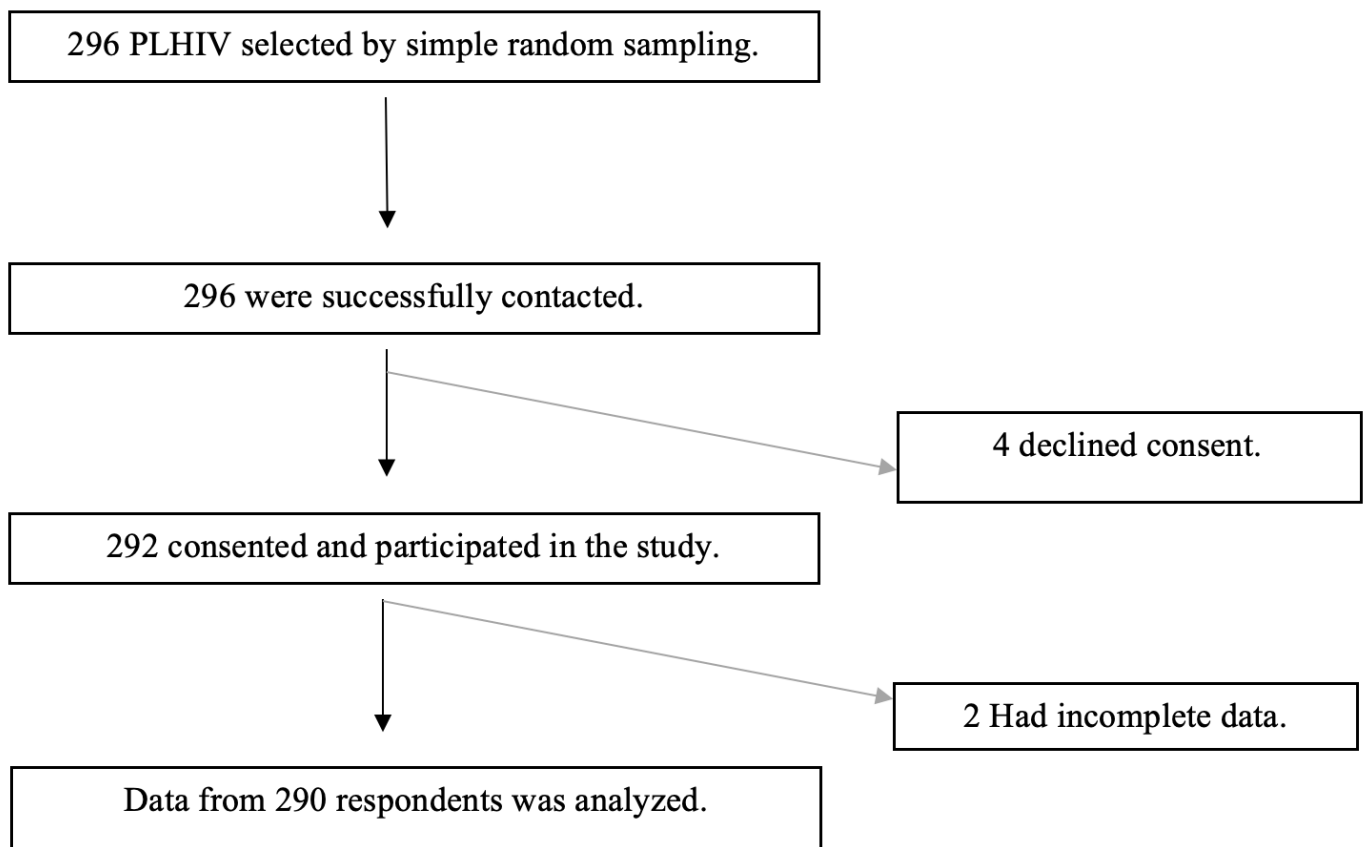 296 PLHIV selected by simple random sampling.
296 were successfully contacted.
4 declined consent.
292 consented and participated in the study.
2 Had incomplete data.
Data from 290 respondents was analyzed.